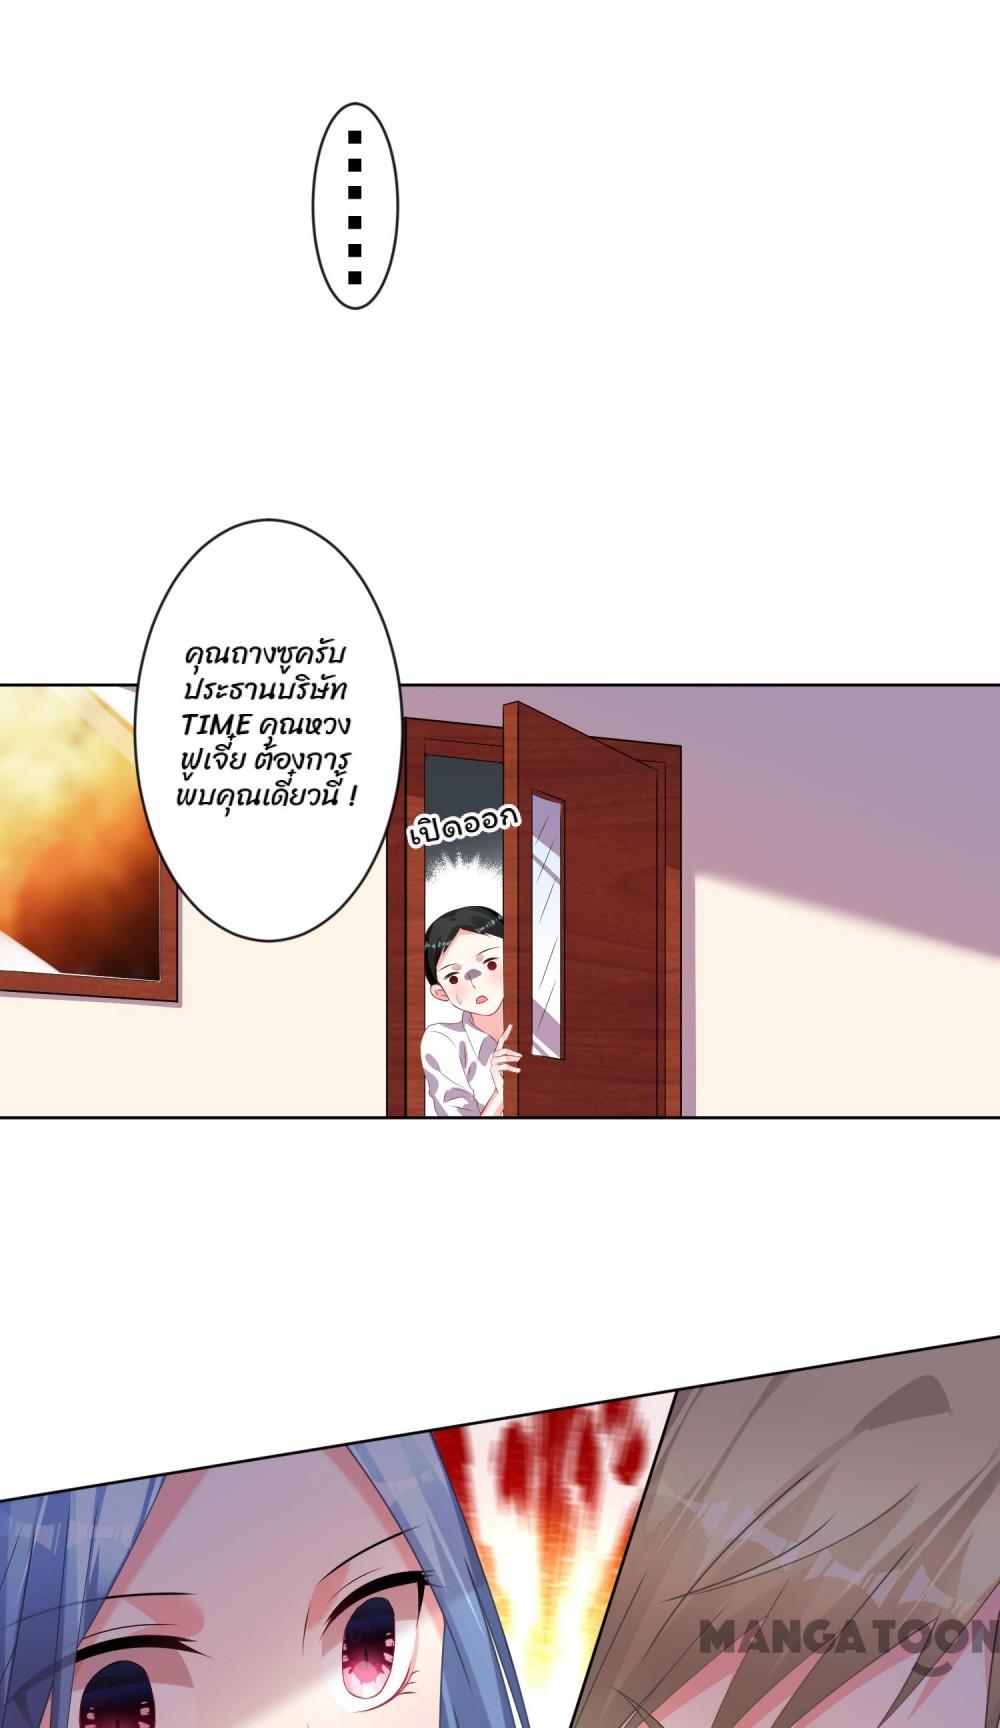 ......
คุณถางซูครับ
ประธานบริษัท
TIME คุณหวง
ฟูเจี๋ย ต้องการ
พบคุณเดี๋ยวนี้ !
เปิดออก
MANGATOON